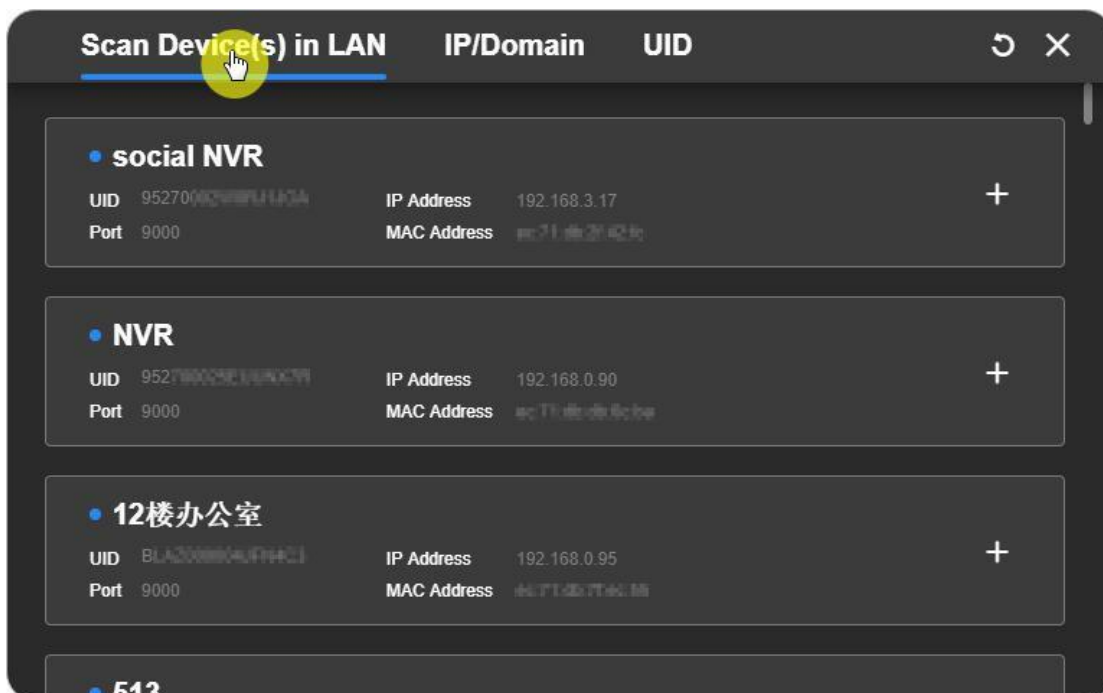 Scan Device(s) in LAN IP/Domain UID
social NVR
UID IP Address 192.168.3.17
Port 9000 MAC Address
NVR
UID IP Address 192.168.0.90
Port 9000 MAC Address
12楼办公室
UID IP Address 192.168.0.95
Port 9000 MAC Address
513